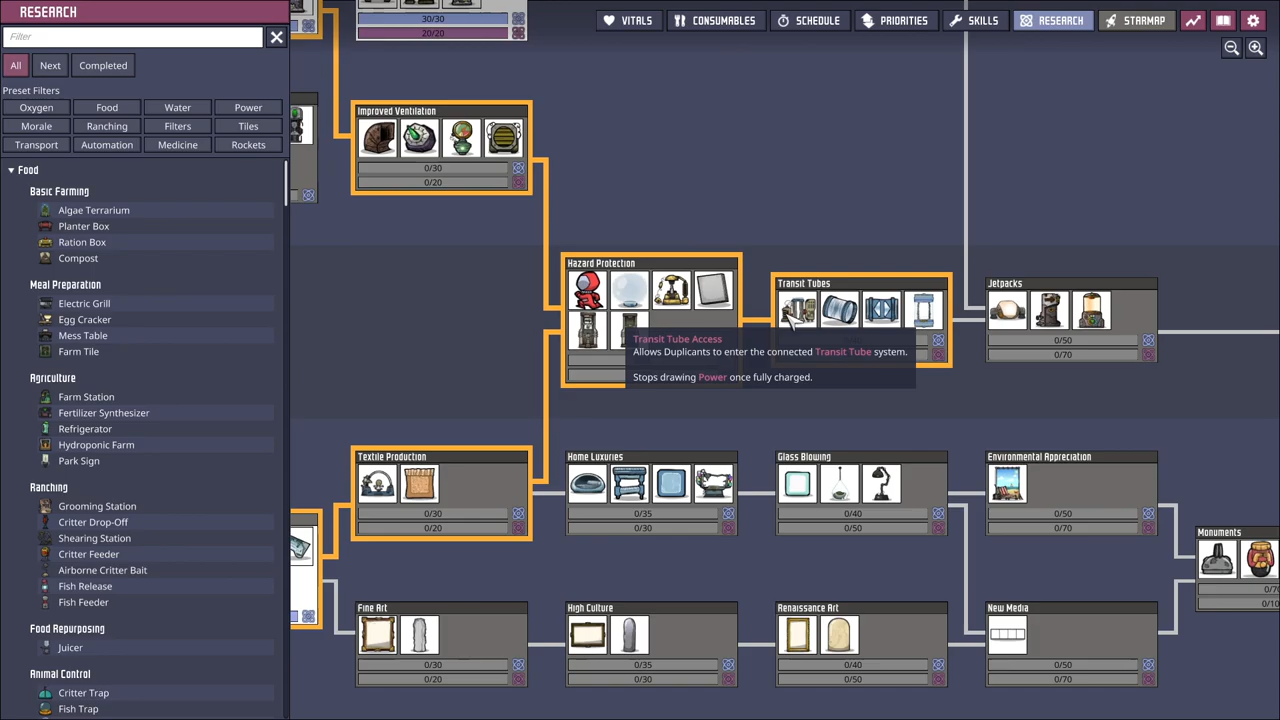 RESEARCH
Filter
All
Next
Completed
Preset Filters
Oxygen
Food
Water
Power
Morale
Ranching
Filters
Tiles
Transport
Automation
Medicine
Rockets
Food
Basic Farming
Algae Terrarium
Planter Box
Ration Box
Compost
Meal Preparation
Electric Grill
Egg Cracker
Mess Table
Farm Tile
Agriculture
Farm Station
Fertilizer Synthesizer
Refrigerator
Hydroponic Farm
Park Sign
Ranching
Grooming Station
Critter Drop-Off
Shearing Station
Critter Feeder
Airborne Critter Bait
Fish Release
Fish Feeder
Food Repurposing
Juicer
Animal Control
Critter Trap
Fish Trap
VITALS
CONSUMABLES
SCHEDULE
PRIORITIES
SKILLS
RESEARCH
STARMAP
30/30
20/20
Improved Ventilation
0/30
0/20
Hazard Protection
Transit Tubes
Jetpacks
0/50
0/70
Transit Tube Access
Allows Duplicants to enter the connected Transit Tube system.
Stops drawing Power once fully charged.
Textile Production
0/30
0/20
Home Luxuries
0/35
0/30
Glass Blowing
0/40
0/50
Environmental Appreciation
0/50
0/70
Monuments
Fine Art
0/30
0/20
High Culture
0/35
0/30
Renaissance Art
0/40
0/50
New Media
0/50
0/70